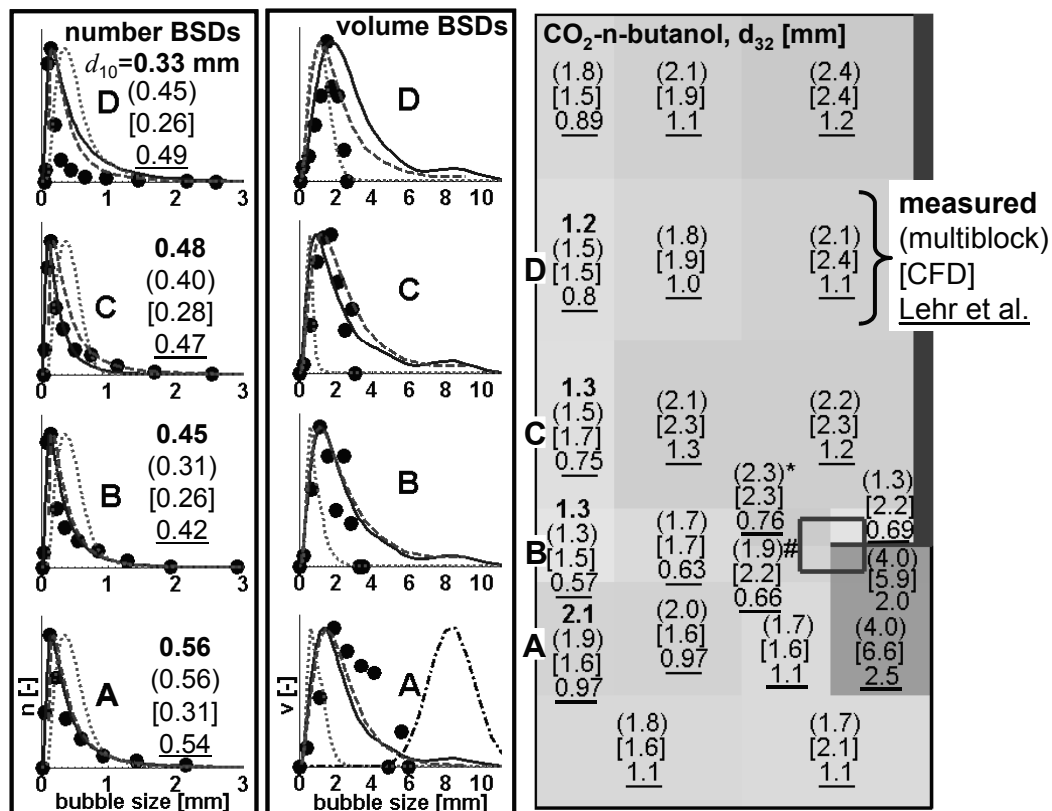 number BSDs
d10=0.33 mm
(0.45)
D
[0.26]
0.49
0 1 2 3
0.48
(0.40)
C
[0.28]
0.47
0 1 2 3
0.45
(0.31)
B
[0.26]
0.42
0 1 2 3
0.56
(0.56)
A
[0.31]
0.54
n [-]
0 1 2 3
bubble size [mm]
volume BSDs
D
0 2 4 6 8 10
C
0 2 4 6 8 10
B
0 2 4 6 8 10
A
v [-]
0 2 4 6 8 10
bubble size [mm]
CO2-n-butanol, d32 [mm]
(1.8) (2.1) (2.4)
[1.5] [1.9] [2.4]
0.89 1.1 1.2
1.2
D (1.5) (1.8) (2.1)
[1.5] [1.9] [2.4]
0.8 1.0 1.1
measured
(multiblock)
[CFD]
Lehr et al.
1.3
C (1.5) (2.1) (2.2)
[1.7] [2.3] [2.3]
0.75 1.3 1.2
(2.3)*
[2.3]
0.76
(1.3)
[2.2]
0.69
1.3
B (1.3) (1.7) (1.9)#
[1.5] [1.7] [2.2]
0.57 0.63 0.66
(4.0)
[5.9]
2.0
2.1
A (1.9) (2.0) (1.7) (4.0)
[1.6] [1.6] [1.6] [6.6]
0.97 0.97 1.1 2.5
(1.8) (1.7)
[1.6] [2.1]
1.1 1.1